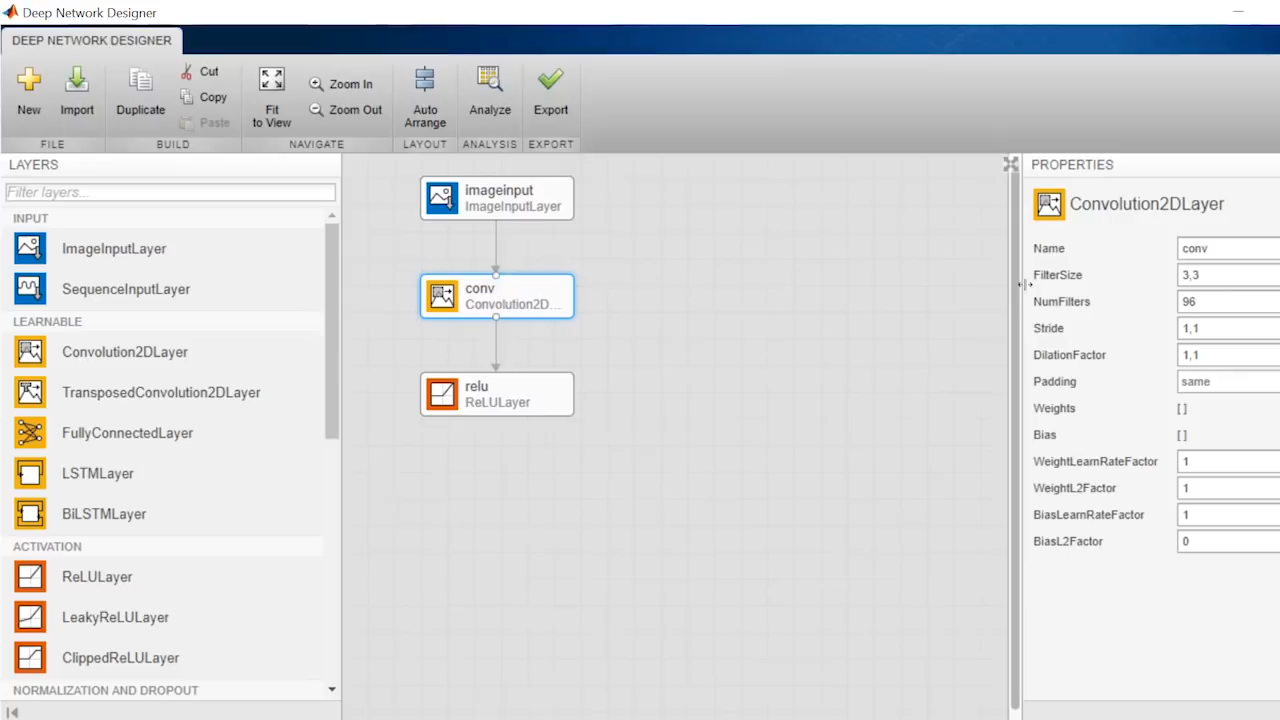 Deep Network Designer
DEEP NETWORK DESIGNER
New
Import
Duplicate
Cut
Copy
Paste
Fit
to View
Zoom In
Zoom Out
Auto
Arrange
Analyze
Export
FILE
BUILD
NAVIGATE
LAYOUT
ANALYSIS
EXPORT
LAYERS
Filter layers...
INPUT
ImageInputLayer
SequenceInputLayer
LEARNABLE
Convolution2DLayer
TransposedConvolution2DLayer
FullyConnectedLayer
LSTMLayer
BiLSTMLayer
ACTIVATION
ReLULayer
LeakyReLULayer
ClippedReLULayer
NORMALIZATION AND DROPOUT
imageinput
ImageInputLayer
conv
Convolution2D...
relu
ReLULayer
PROPERTIES
Convolution2DLayer
Name conv
FilterSize 3,3
NumFilters 96
Stride 1,1
DilationFactor 1,1
Padding same
Weights [ ]
Bias [ ]
WeightLearnRateFactor 1
WeightL2Factor 1
BiasLearnRateFactor 1
BiasL2Factor 0